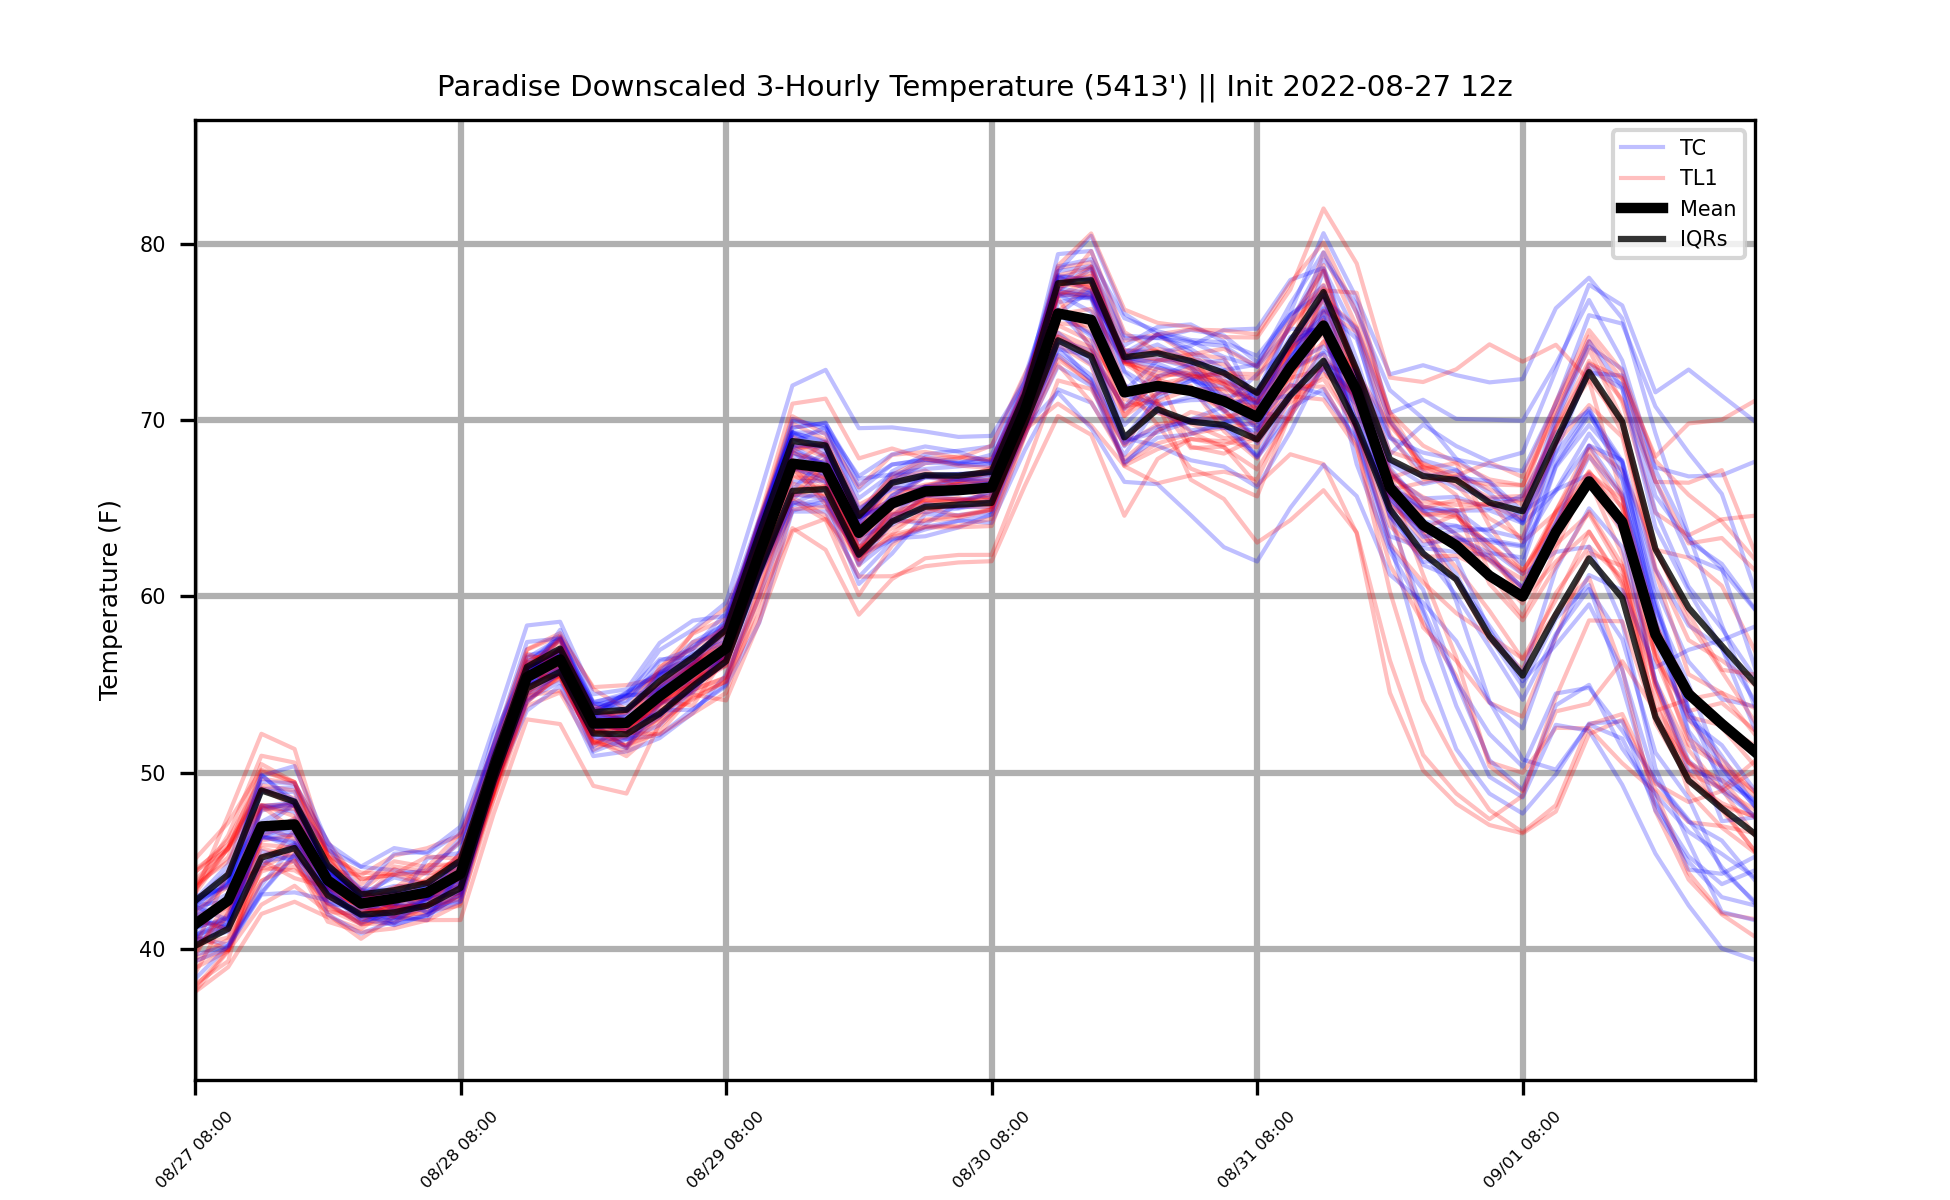 Paradise Downscaled 3-Hourly Temperature (5413') || Init 2022-08-27 12z
TC
TL1
Mean
IQRs
Temperature (F)
80
70
60
50
40
08/27 08:00
08/28 08:00
08/29 08:00
08/30 08:00
08/31 08:00
09/01 08:00